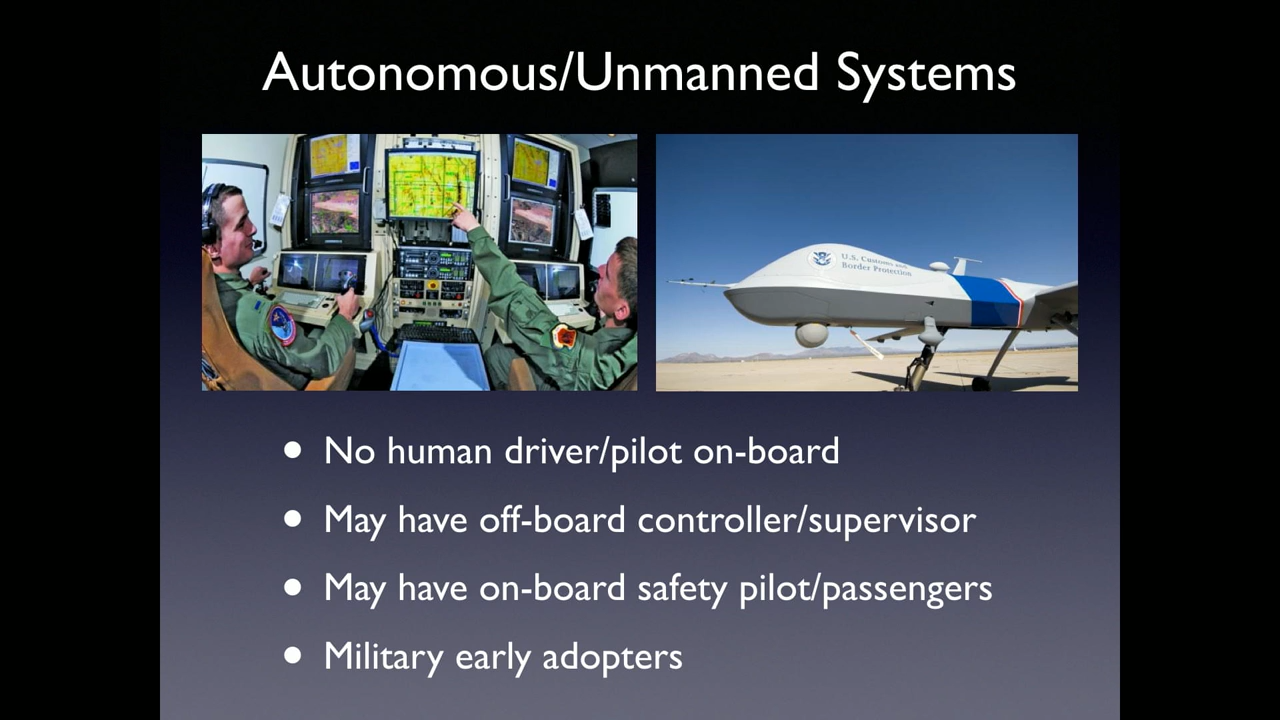 Autonomous/Unmanned Systems
U.S. Customs and
Border Protection
• No human driver/pilot on-board
• May have off-board controller/supervisor
• May have on-board safety pilot/passengers
• Military early adopters